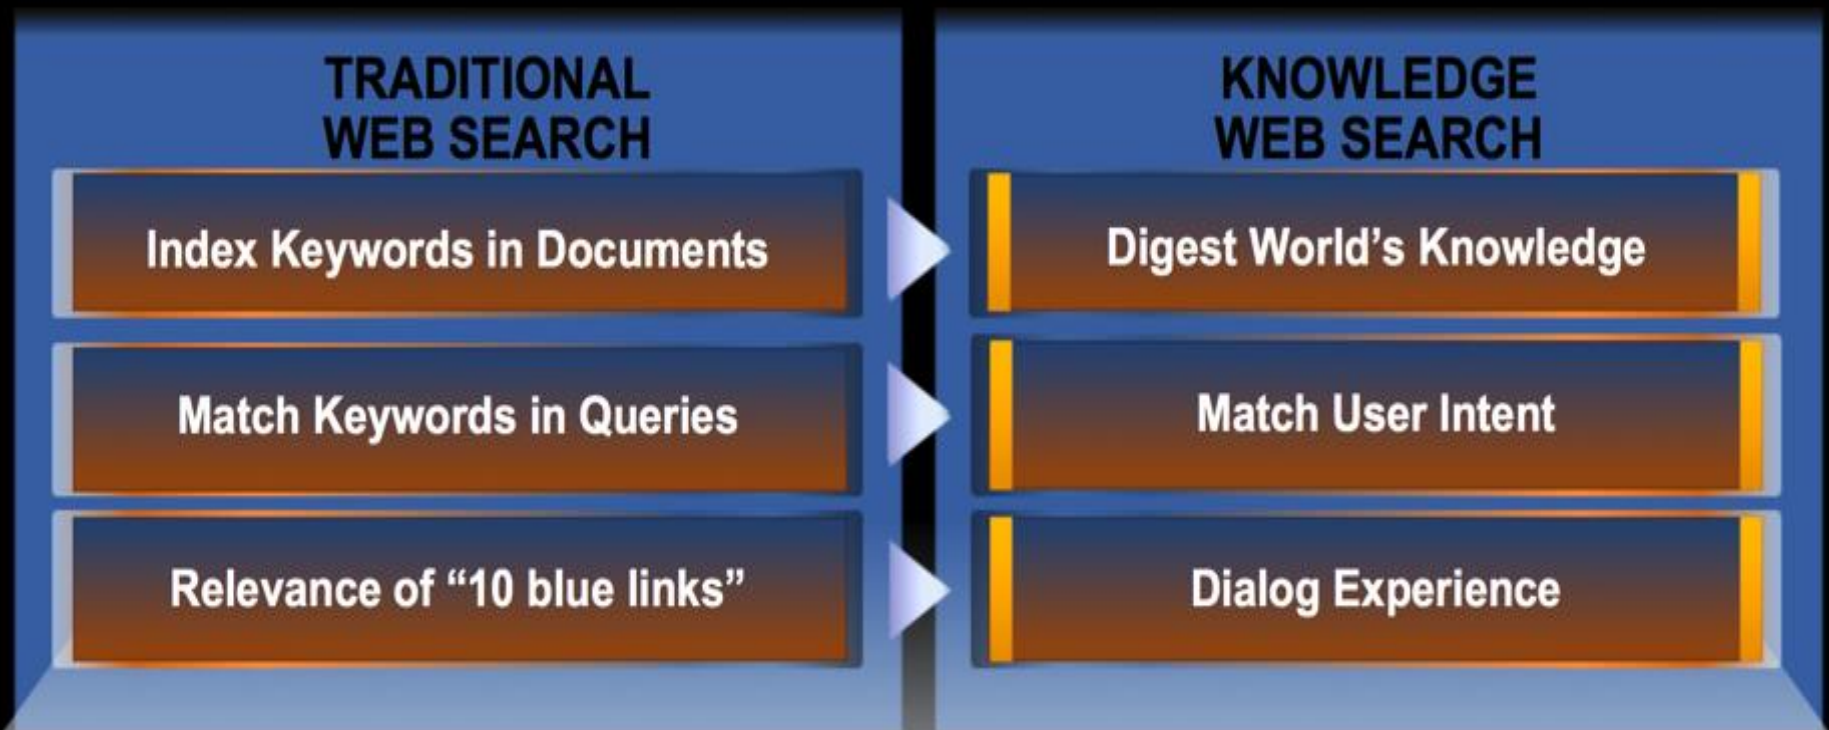 TRADITIONAL
WEB SEARCH
Index Keywords in Documents
Match Keywords in Queries
Relevance of “10 blue links”
KNOWLEDGE
WEB SEARCH
Digest World’s Knowledge
Match User Intent
Dialog Experience